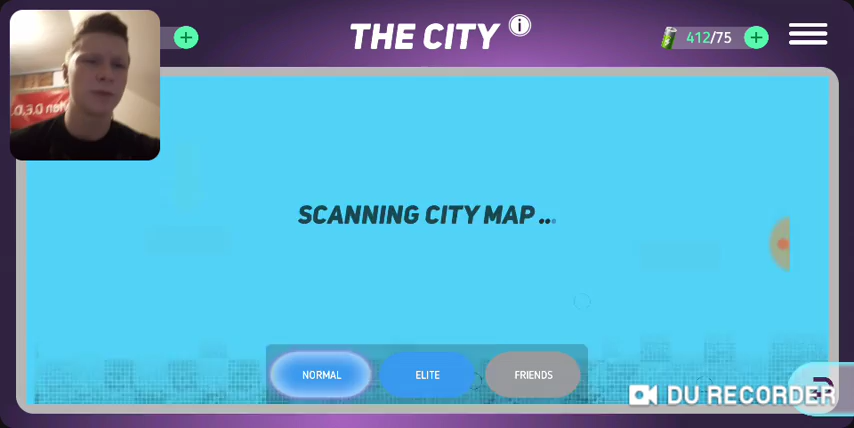 THE CITY
i
412/75
SCANNING CITY MAP ...
NORMAL
ELITE
FRIENDS
DU RECORDER